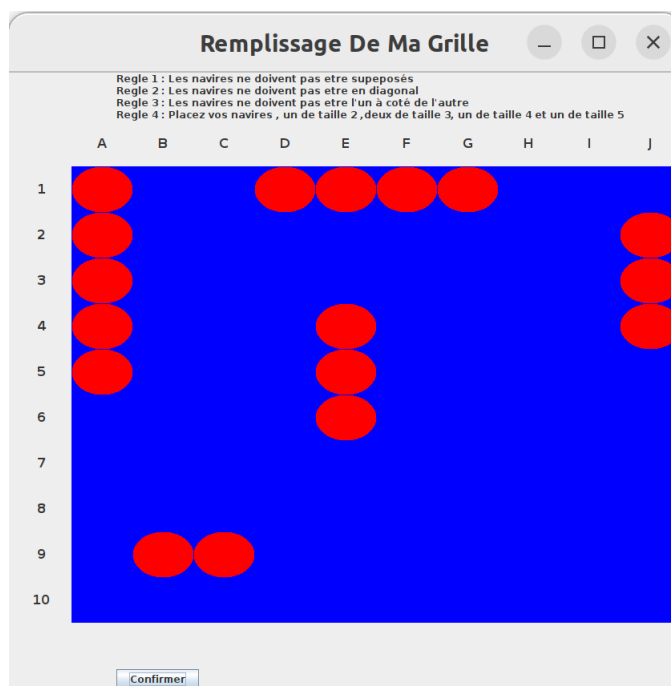 Remplissage De Ma Grille
Regle 1 : Les navires ne doivent pas etre supeposés
Regle 2 : Les navires ne doivent pas etre en diagonal
Regle 3 : Les navires ne doivent pas etre l'un à coté de l'autre
Regle 4 : Placez vos navires , un de taille 2 ,deux de taille 3, un de taille 4 et un de taille 5
A B C D E F G H I J
1
2
3
4
5
6
7
8
9
10
Confirmer